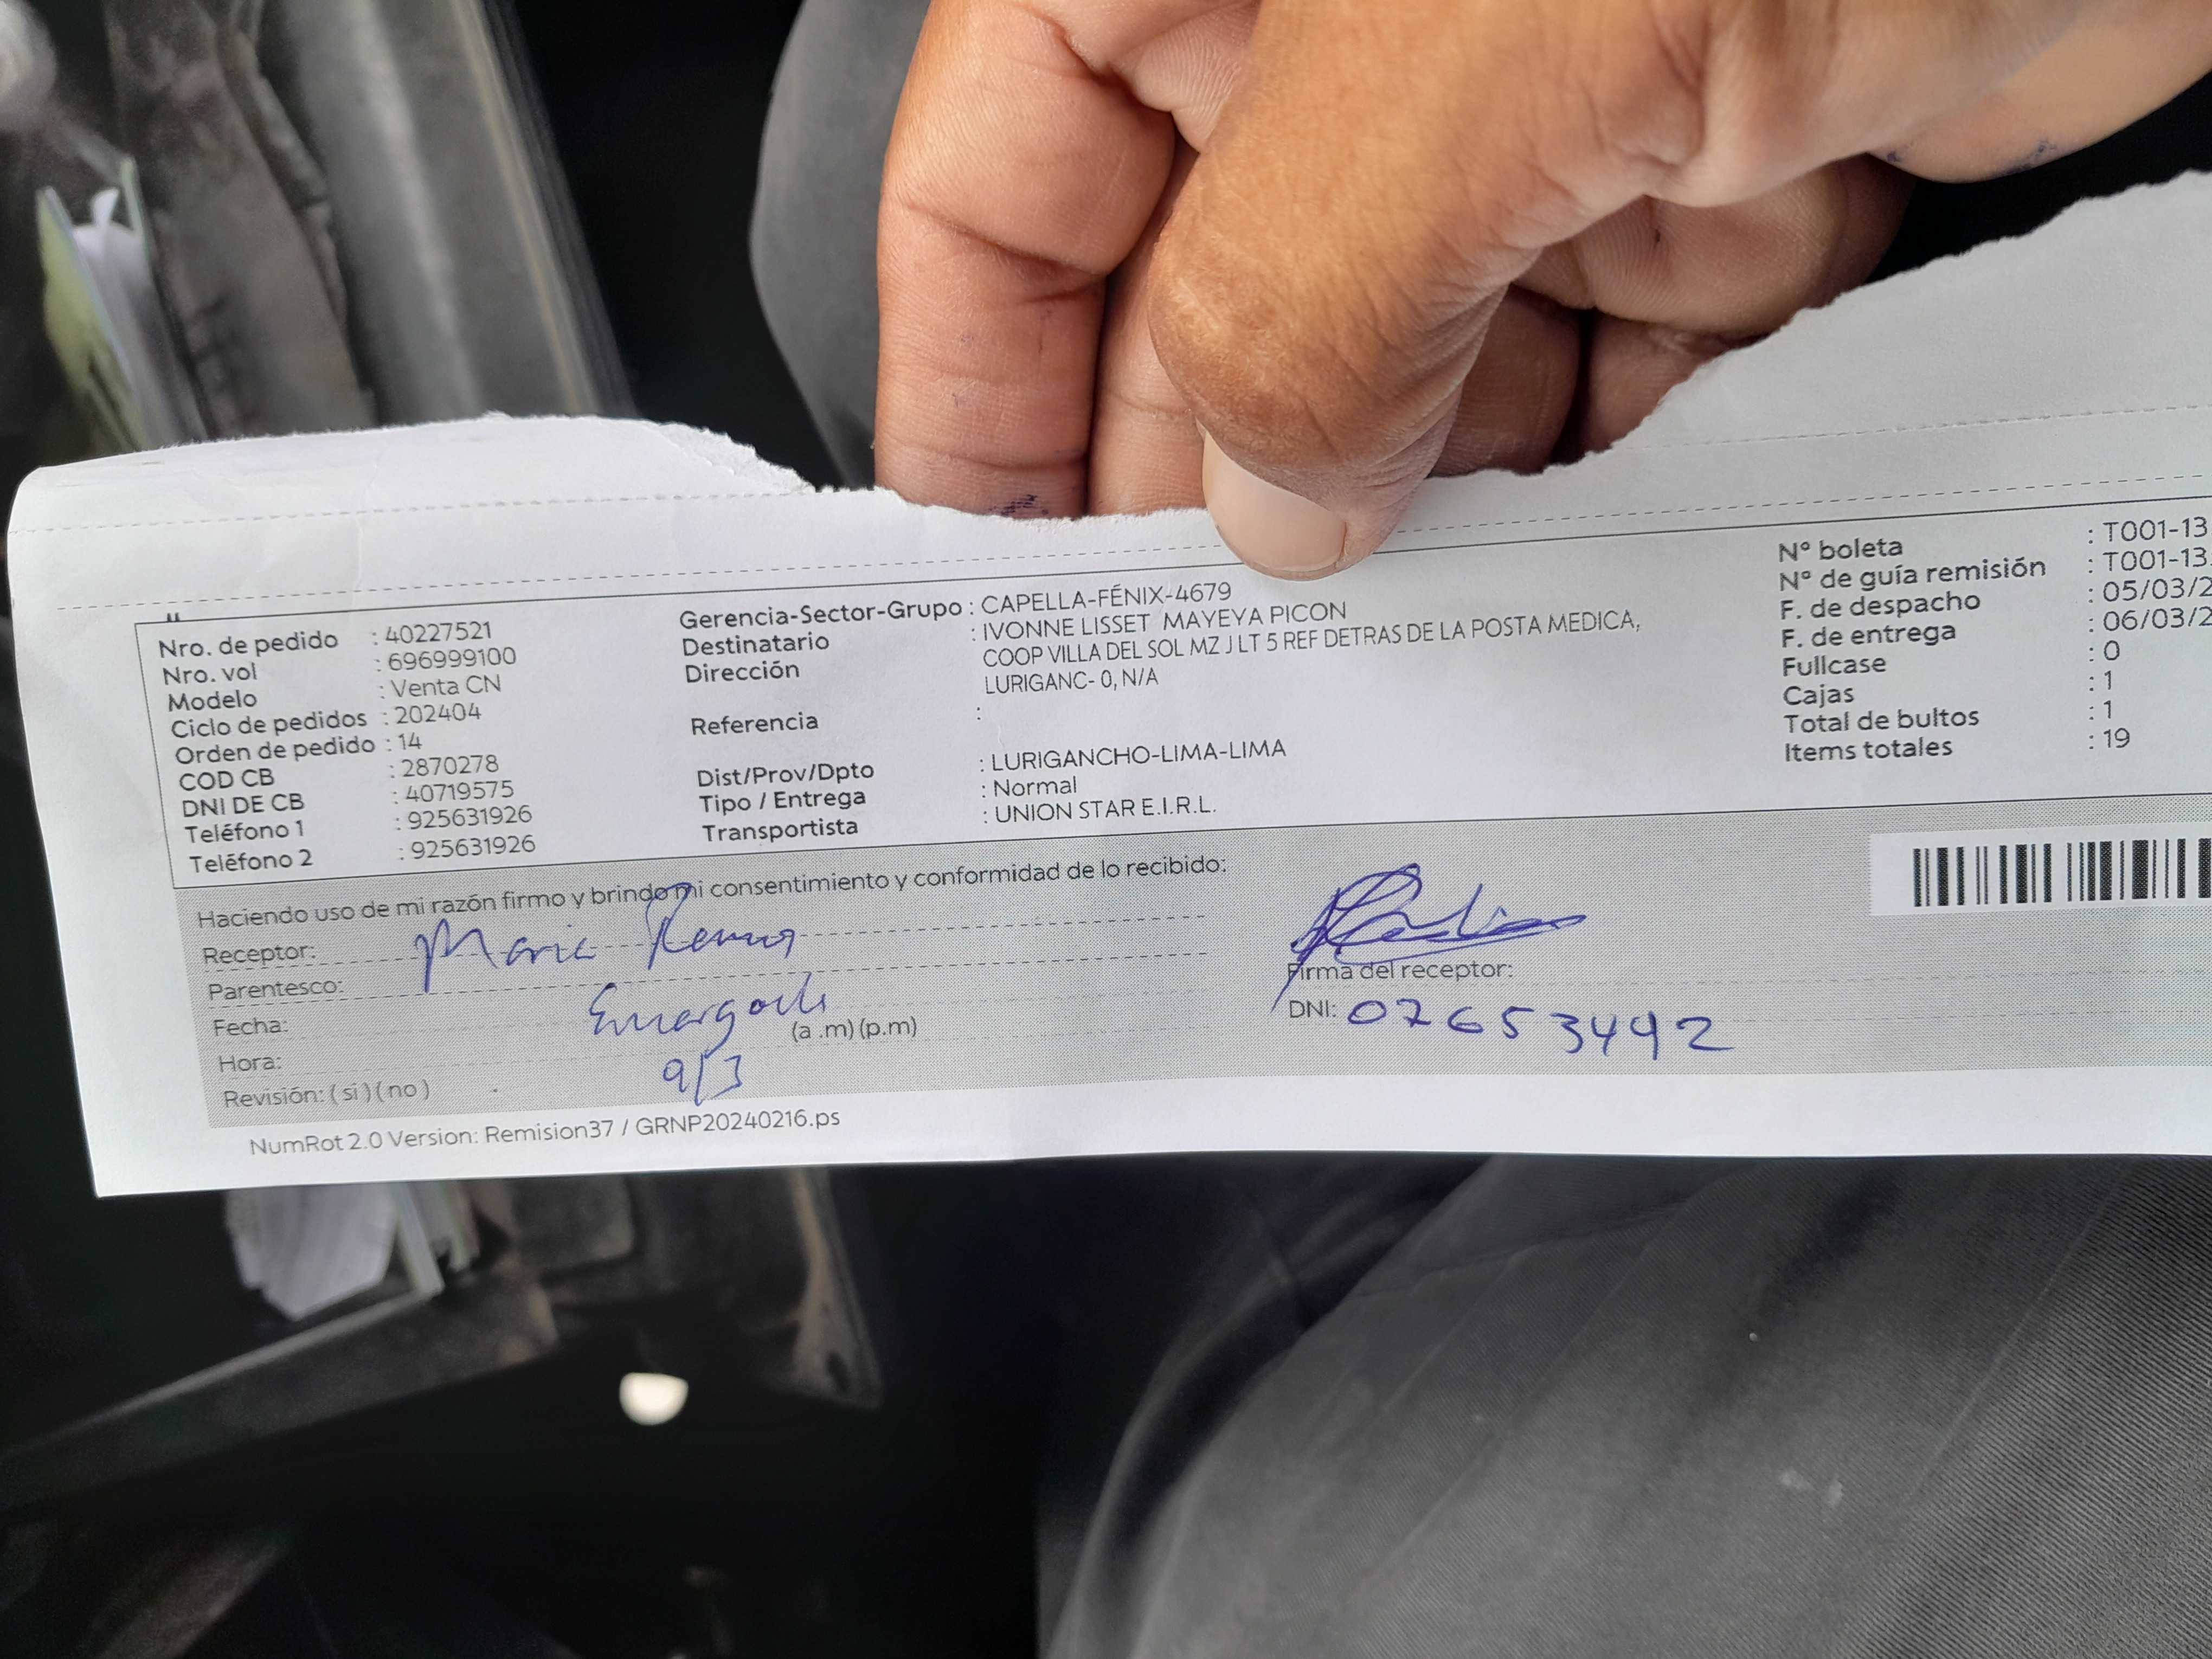 Nro. de pedido : 40227521
Nro. vol : 696999100
Modelo : Venta CN
Ciclo de pedidos : 202404
Orden de pedido : 14
COD CB : 2870278
DNI DE CB : 40719575
Teléfono 1 : 925631926
Teléfono 2 : 925631926
Gerencia-Sector-Grupo : CAPELLA-FÉNIX-4679
Destinatario : IVONNE LISSET MAYEYA PICON
Dirección COOP VILLA DEL SOL MZ J LT 5 REF DETRAS DE LA POSTA MEDICA,
LURIGANC- 0, N/A
Referencia :
Dist/Prov/Dpto : LURIGANCHO-LIMA-LIMA
Tipo / Entrega : Normal
Transportista : UNION STAR E.I.R.L.
N° boleta : T001-13
N° de guía remisión : T001-13
F. de despacho : 05/03/2
F. de entrega : 06/03/2
Fullcase : 0
Cajas : 1
Total de bultos : 1
Items totales : 19
Haciendo uso de mi razón firmo y brindo mi consentimiento y conformidad de lo recibido:
Receptor: Maria
Parentesco:
Fecha:
(a .m) (p.m)
Hora: 9/3
Revisión: ( si ) ( no )
Firma del receptor:
DNI: 07653492
NumRot 2.0 Version: Remision37 / GRNP20240216.ps